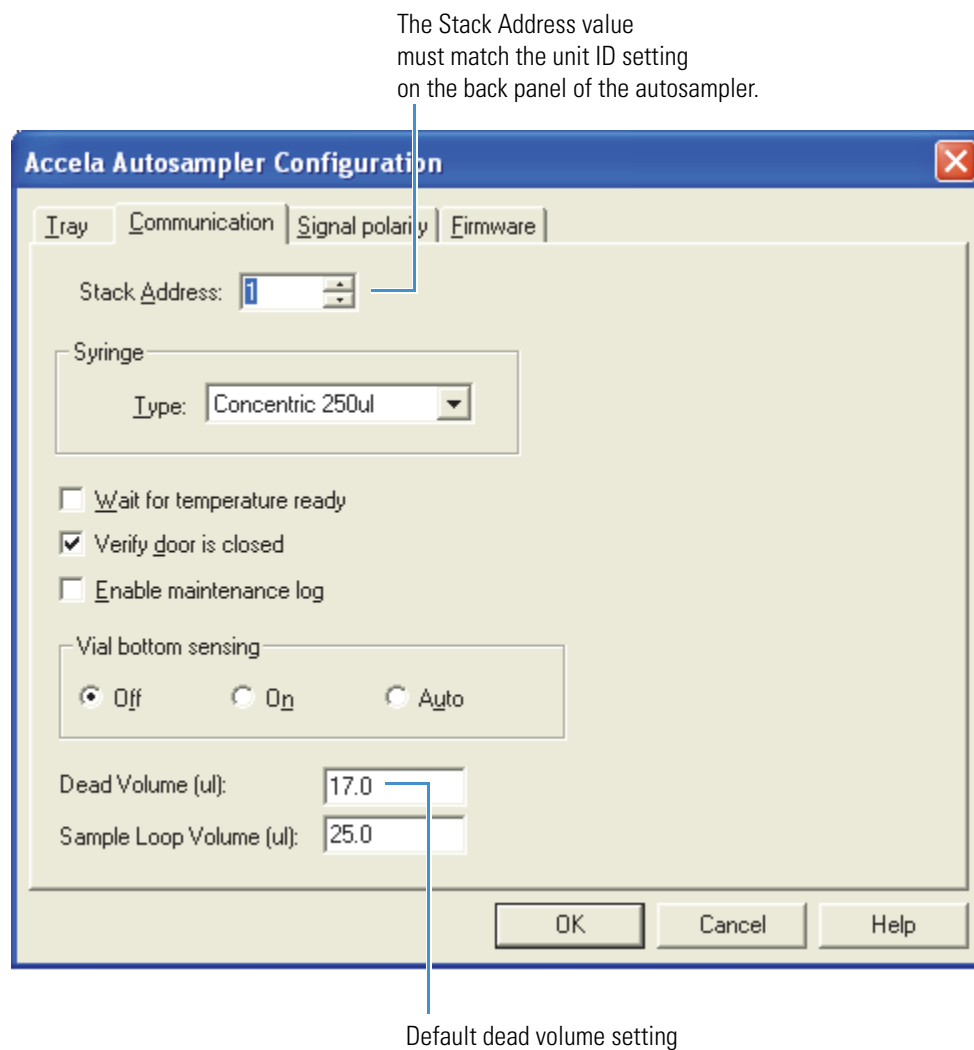 The Stack Address value
must match the unit ID setting
on the back panel of the autosampler.
Accela Autosampler Configuration
Tray Communication Signal polarity Firmware
Stack Address: 1
Syringe
Type: Concentric 250ul
Wait for temperature ready
Verify door is closed
Enable maintenance log
Vial bottom sensing
Off On Auto
Dead Volume (ul): 17.0
Sample Loop Volume (ul): 25.0
OK Cancel Help
Default dead volume setting